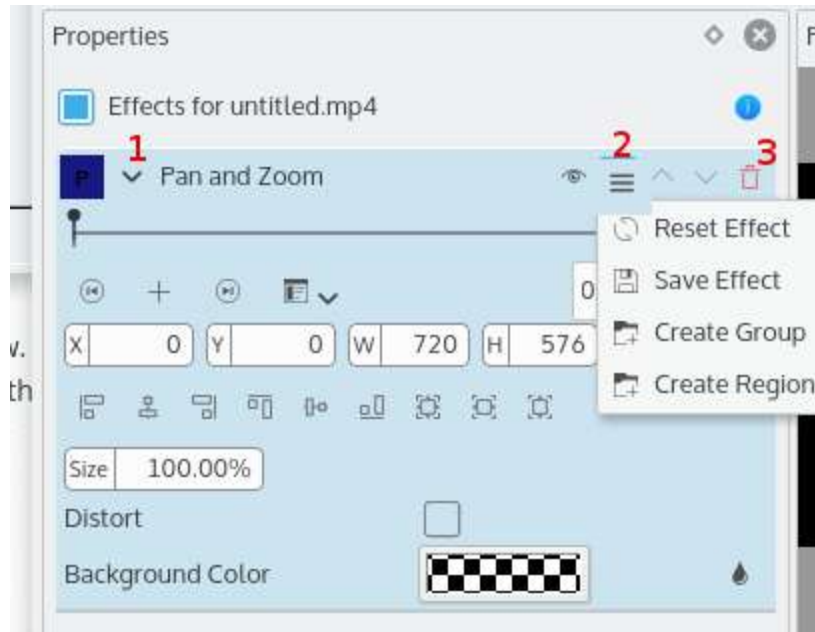 Properties
Effects for untitled.mp4
1 2 3
P Pan and Zoom
Reset Effect
0
Save Effect
X 0 Y 0 W 720 H 576
Create Group
Create Region
Size 100.00%
Distort
Background Color